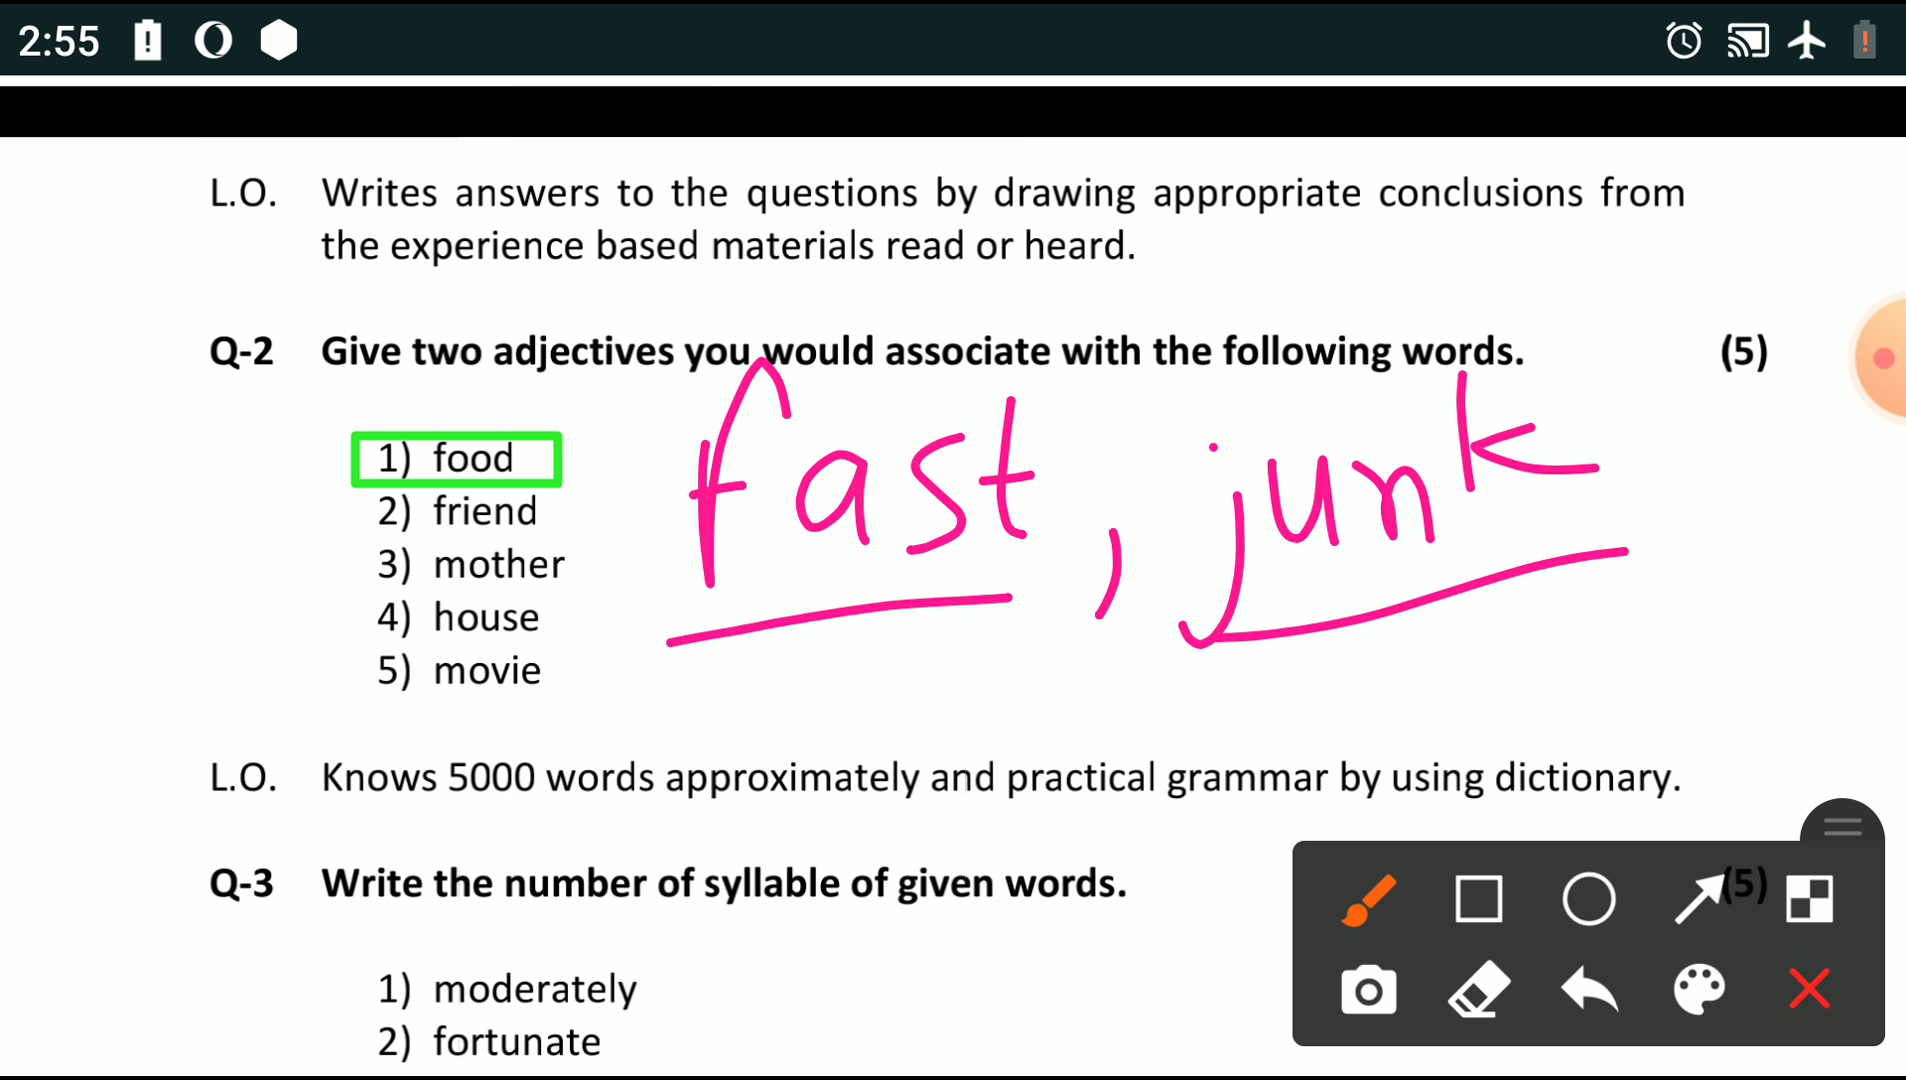 2:55
L.O. Writes answers to the questions by drawing appropriate conclusions from
the experience based materials read or heard.
Q-2 Give two adjectives you would associate with the following words. (5)
1) food
fast, junk
2) friend
3) mother
4) house
5) movie
L.O. Knows 5000 words approximately and practical grammar by using dictionary.
Q-3 Write the number of syllable of given words. (5)
1) moderately
2) fortunate